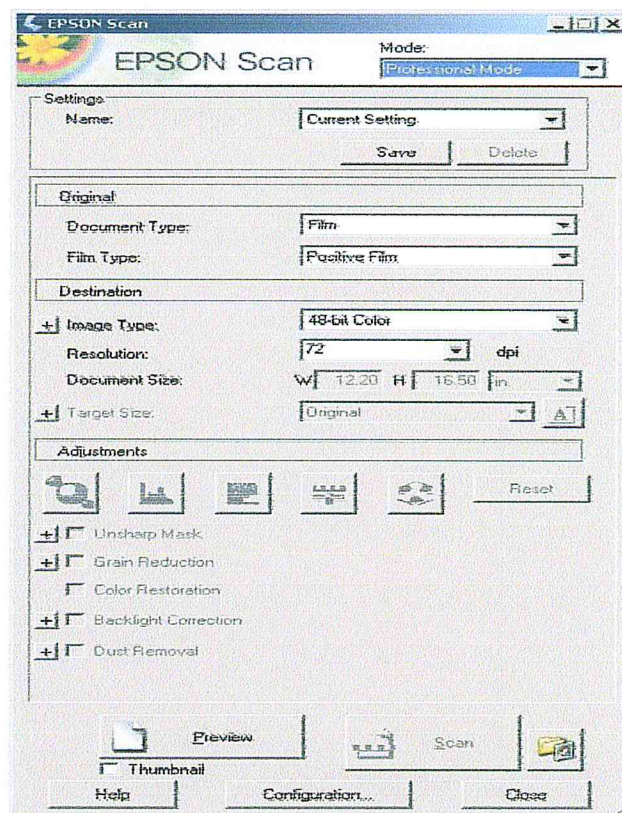 EPSON Scan
EPSON Scan
Mode:
Professional Mode
Settings
Name:
Current Setting
Save Delete
Original
Document Type: Film
Film Type: Positive Film
Destination
+ Image Type: 48-bit Color
Resolution: 72 dpi
Document Size: W 12.20 H 16.50 in.
+ Target Size: Original
Adjustments
Reset
+ Unsharp Mask
+ Grain Reduction
Color Restoration
+ Backlight Correction
+ Dust Removal
Preview Scan
Thumbnail
Help Configuration... Close